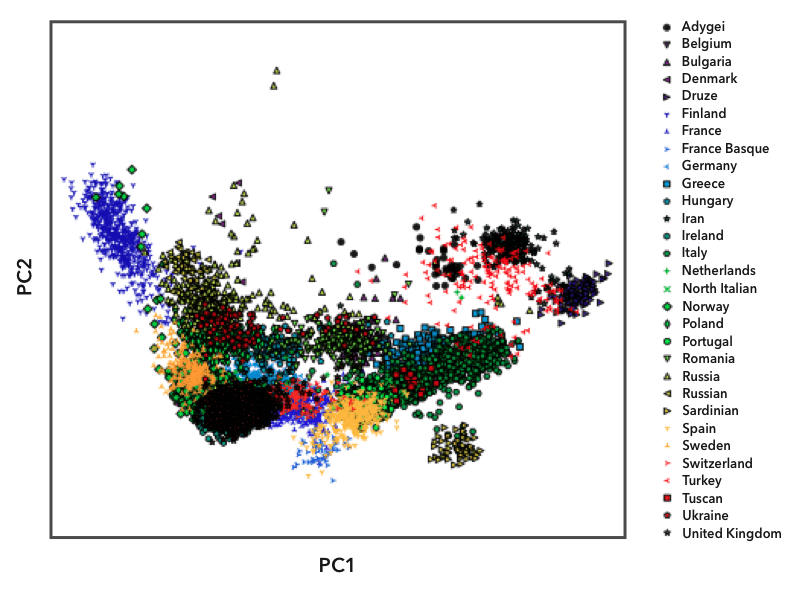 PC2
PC1
Adygei
Belgium
Bulgaria
Denmark
Druze
Finland
France
France Basque
Germany
Greece
Hungary
Iran
Ireland
Italy
Netherlands
North Italian
Norway
Poland
Portugal
Romania
Russia
Russian
Sardinian
Spain
Sweden
Switzerland
Turkey
Tuscan
Ukraine
United Kingdom